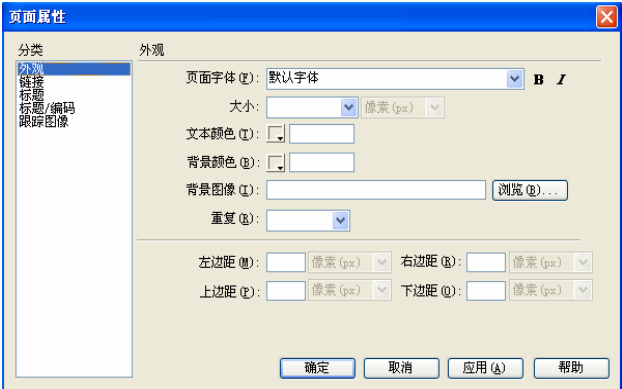 页面属性
分类
外观
链接
标题
标题/编码
跟踪图像
外观
页面字体(F): 默认字体 B I
大小: 像素(px)
文本颜色(T):
背景颜色(B):
背景图像(I): 浏览(B)...
重复(R):
左边距(M): 像素(px) 右边距(R): 像素(px)
上边距(P): 像素(px) 下边距(O): 像素(px)
确定 取消 应用(A) 帮助